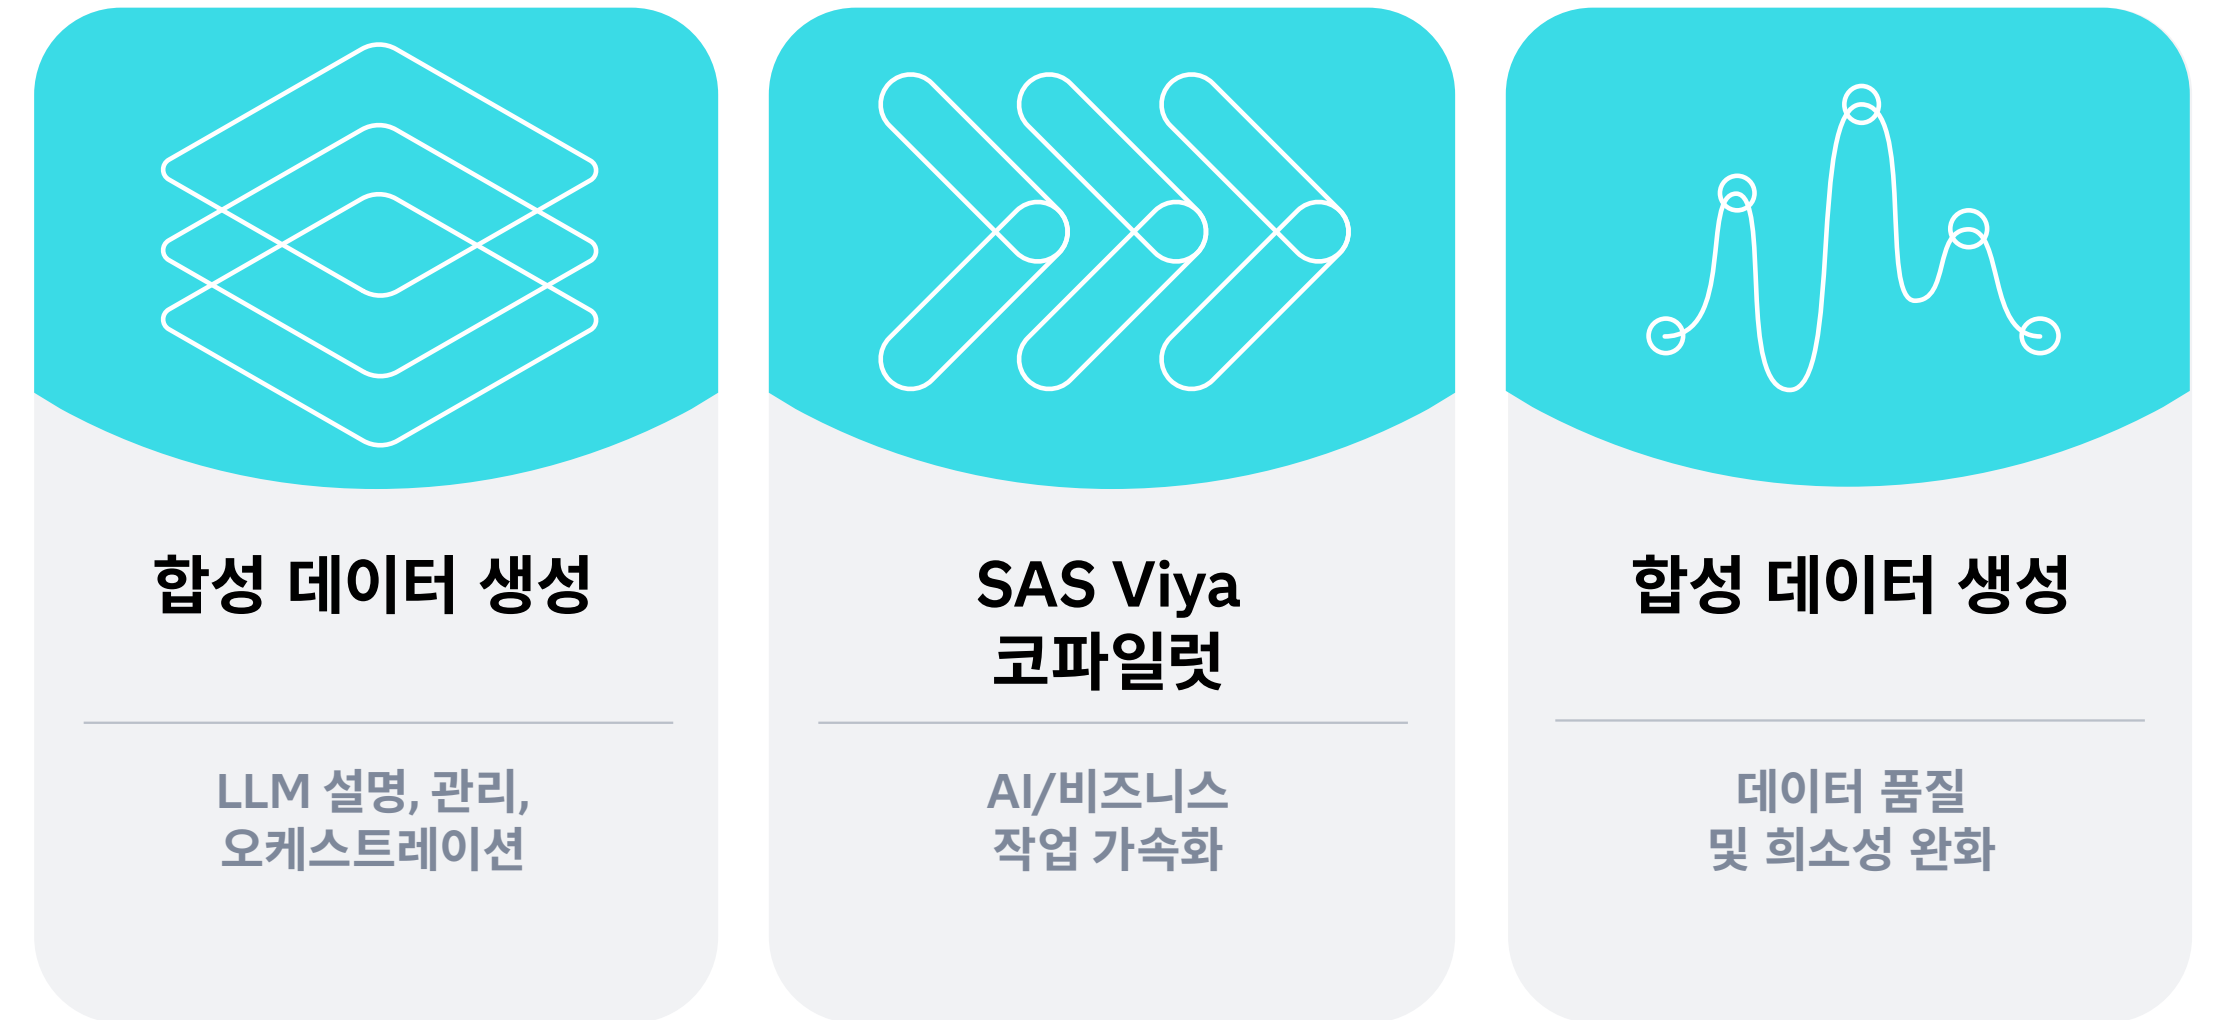 합성 데이터 생성
LLM 설명, 관리,
오케스트레이션
SAS Viya
코파일럿
AI/비즈니스
작업 가속화
합성 데이터 생성
데이터 품질
및 희소성 완화